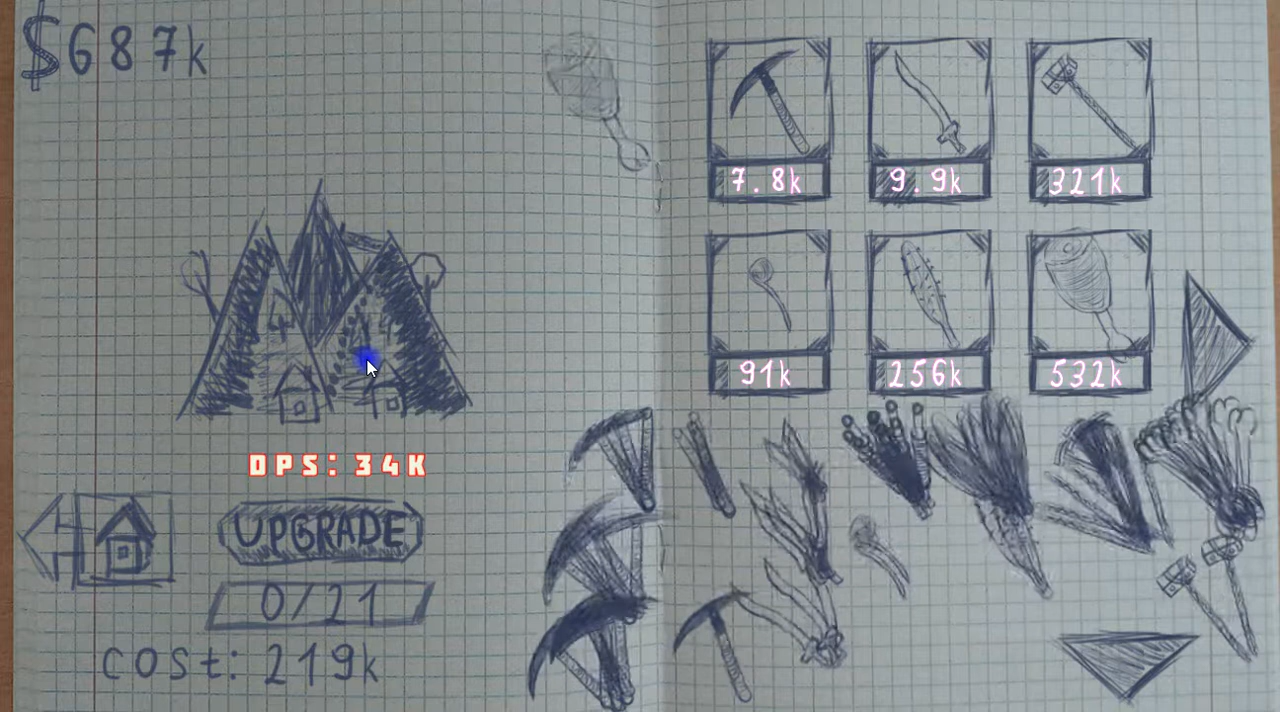 $687k
7.8k 9.9k 321k
91k 256k 532k
DPS: 34K
UPGRADE
0/21
cost: 219k